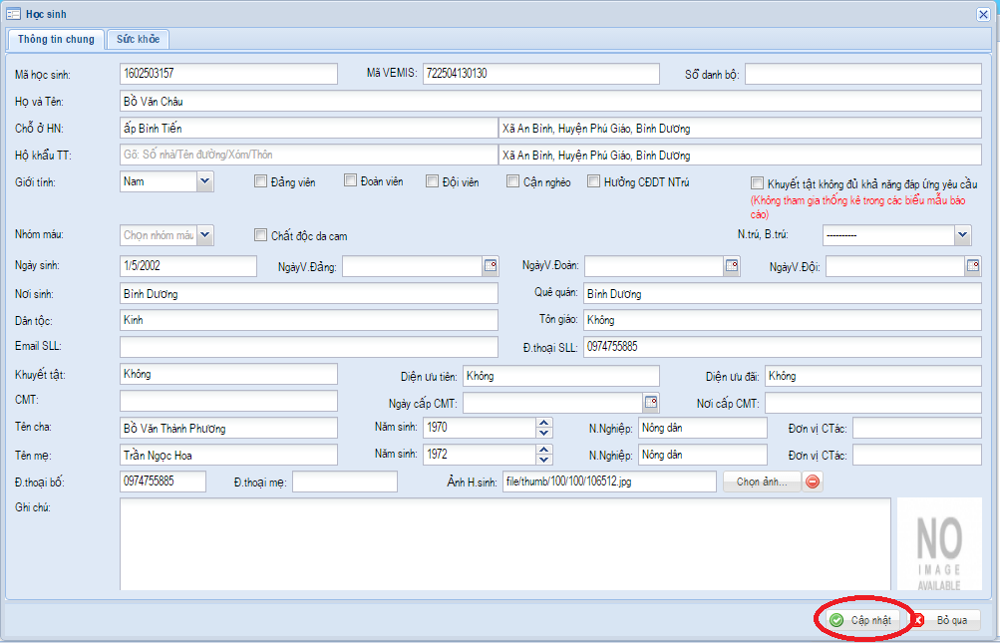 Học sinh
Thông tin chung Sức khỏe
Mã học sinh: 1602503157 Mã VEMIS: 722504130130 Sổ danh bộ:
Họ và Tên: Bồ Văn Châu
Chỗ ở HN: ấp Bình Tiến Xã An Bình, Huyện Phú Giáo, Bình Dương
Hộ khẩu TT: Gõ: Số nhà/Tên đường/Xóm/Thôn Xã An Bình, Huyện Phú Giáo, Bình Dương
Giới tính: Nam Đảng viên Đoàn viên Đội viên Cận nghèo Hưởng CĐDT NTrú Khuyết tật không đủ khả năng đáp ứng yêu cầu
(Không tham gia thống kê trong các biểu mẫu báo
cáo)
Nhóm máu: Chọn nhóm máu Chất độc da cam N.trú, B.trú: ----------
Ngày sinh: 1/5/2002 NgàyV.Đảng: NgàyV.Đoàn: NgàyV.Đội:
Nơi sinh: Bình Dương Quê quán: Bình Dương
Dân tộc: Kinh Tôn giáo: Không
Email SLL: Đ.thoại SLL: 0974755885
Khuyết tật: Không Diện ưu tiên: Không Diện ưu đãi: Không
CMT: Ngày cấp CMT: Nơi cấp CMT:
Tên cha: Bồ Văn Thành Phương Năm sinh: 1970 N.Nghiệp: Nông dân Đơn vị CTác:
Tên mẹ: Trần Ngọc Hoa Năm sinh: 1972 N.Nghiệp: Nông dân Đơn vị CTác:
Đ.thoại bố: 0974755885 Đ.thoại mẹ: Ảnh H.sinh: file/thumb/100/100/106512.jpg Chọn ảnh...
Ghi chú:
NO
IMAGE
AVAILABLE
Cập nhật Bỏ qua